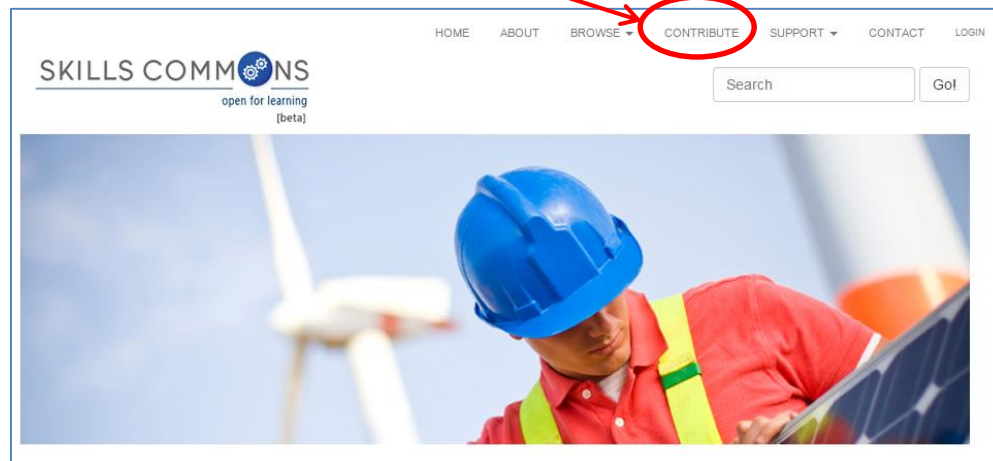 HOME ABOUT BROWSE CONTRIBUTE SUPPORT CONTACT LOGIN
SKILLS COMMONS
open for learning
[beta]
Search Go!